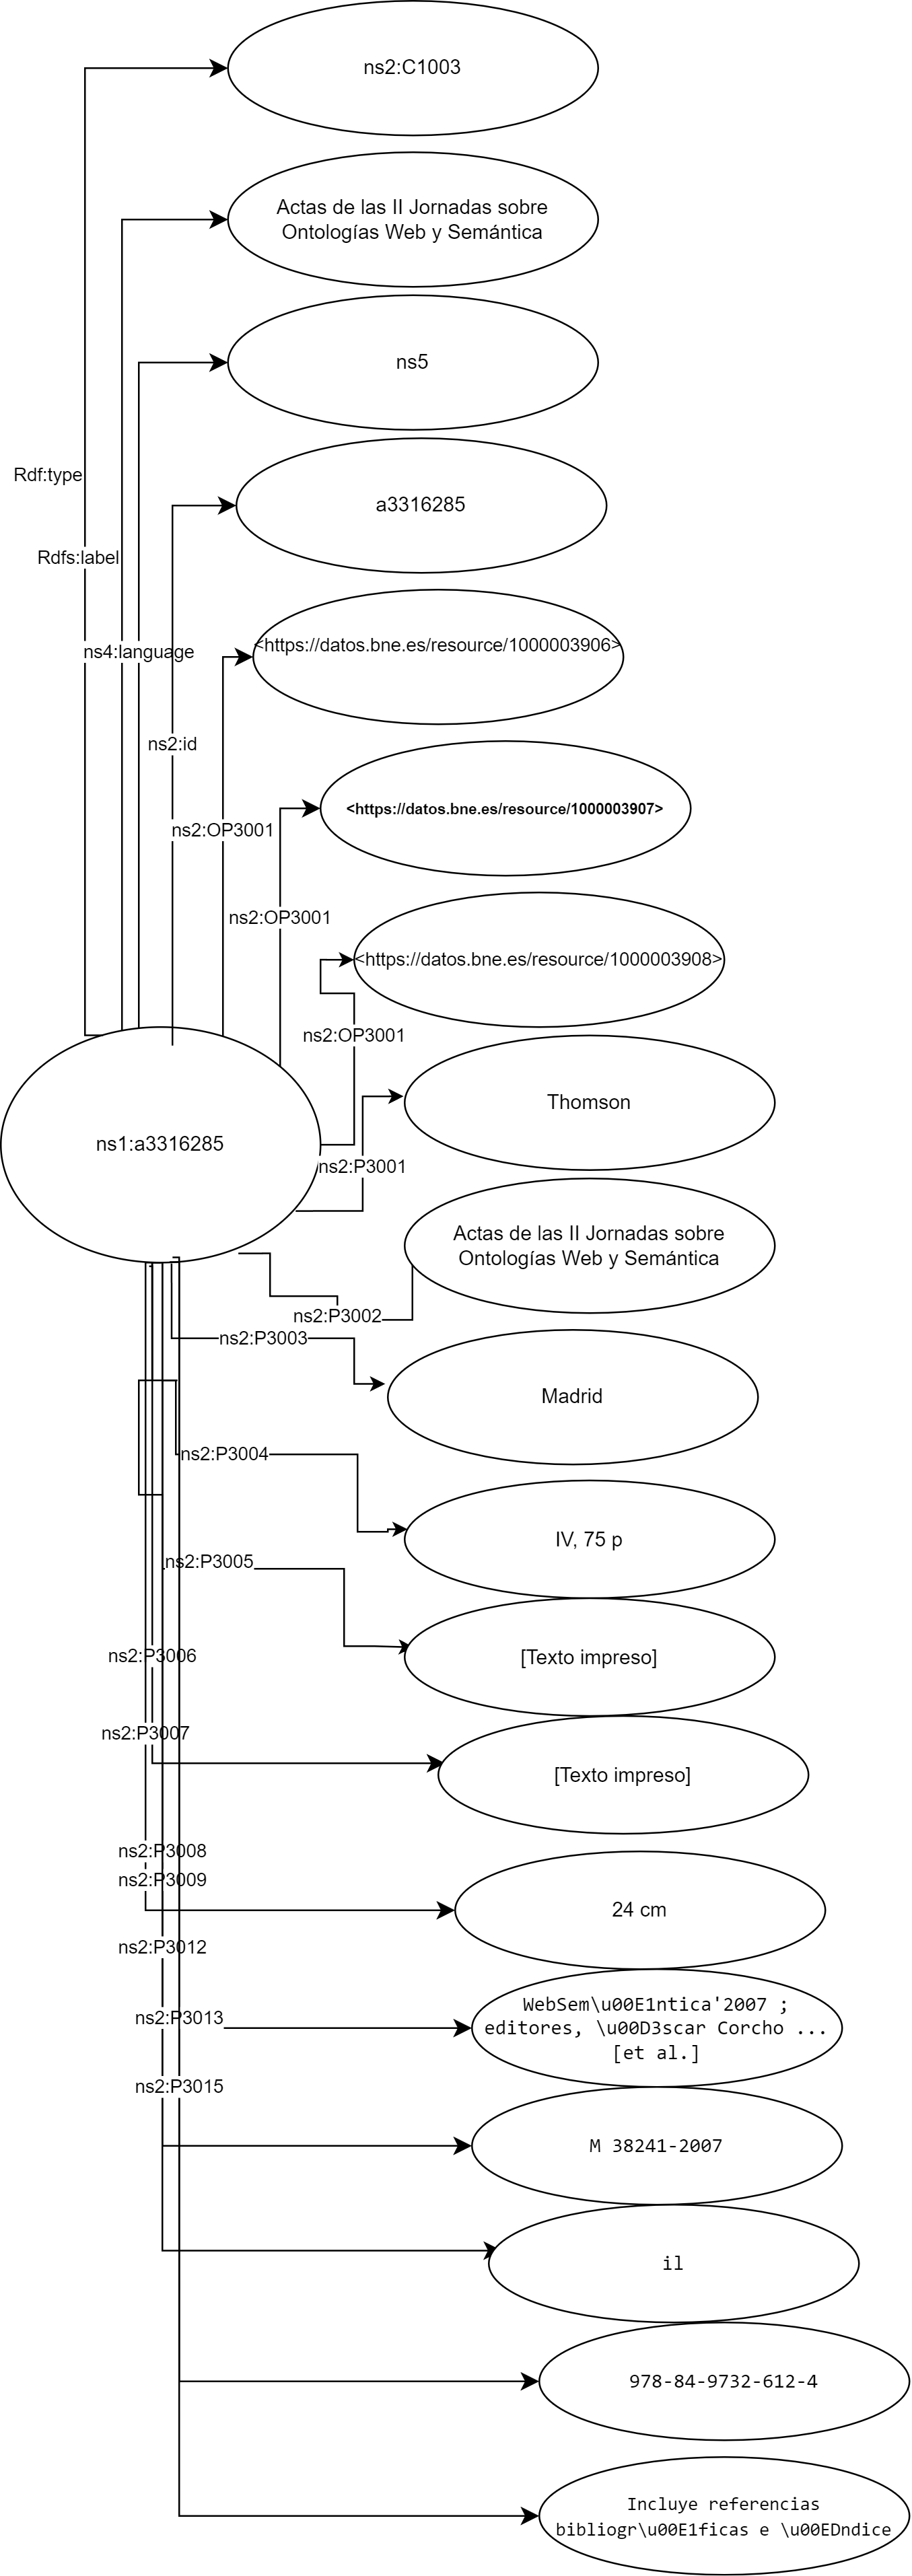 ns2:C1003
Actas de las II Jornadas sobre
Ontologías Web y Semántica
ns5
Rdf:type
a3316285
Rdfs:label
ns4:language
<https://datos.bne.es/resource/1000003906>
ns2:id
<https://datos.bne.es/resource/1000003907>
ns2:OP3001
ns2:OP3001
<https://datos.bne.es/resource/1000003908>
ns2:OP3001
Thomson
ns1:a3316285
ns2:P3001
Actas de las II Jornadas sobre
Ontologías Web y Semántica
ns2:P3002
ns2:P3003
Madrid
ns2:P3004
IV, 75 p
ns2:P3005
ns2:P3006
[Texto impreso]
ns2:P3007
[Texto impreso]
ns2:P3008
ns2:P3009
24 cm
ns2:P3012
WebSem\u00E1ntica'2007 ;
ns2:P3013
editores, \u00D3scar Corcho ...
[et al.]
ns2:P3015
M 38241-2007
il
978-84-9732-612-4
Incluye referencias
bibliogr\u00E1ficas e \u00EDndice